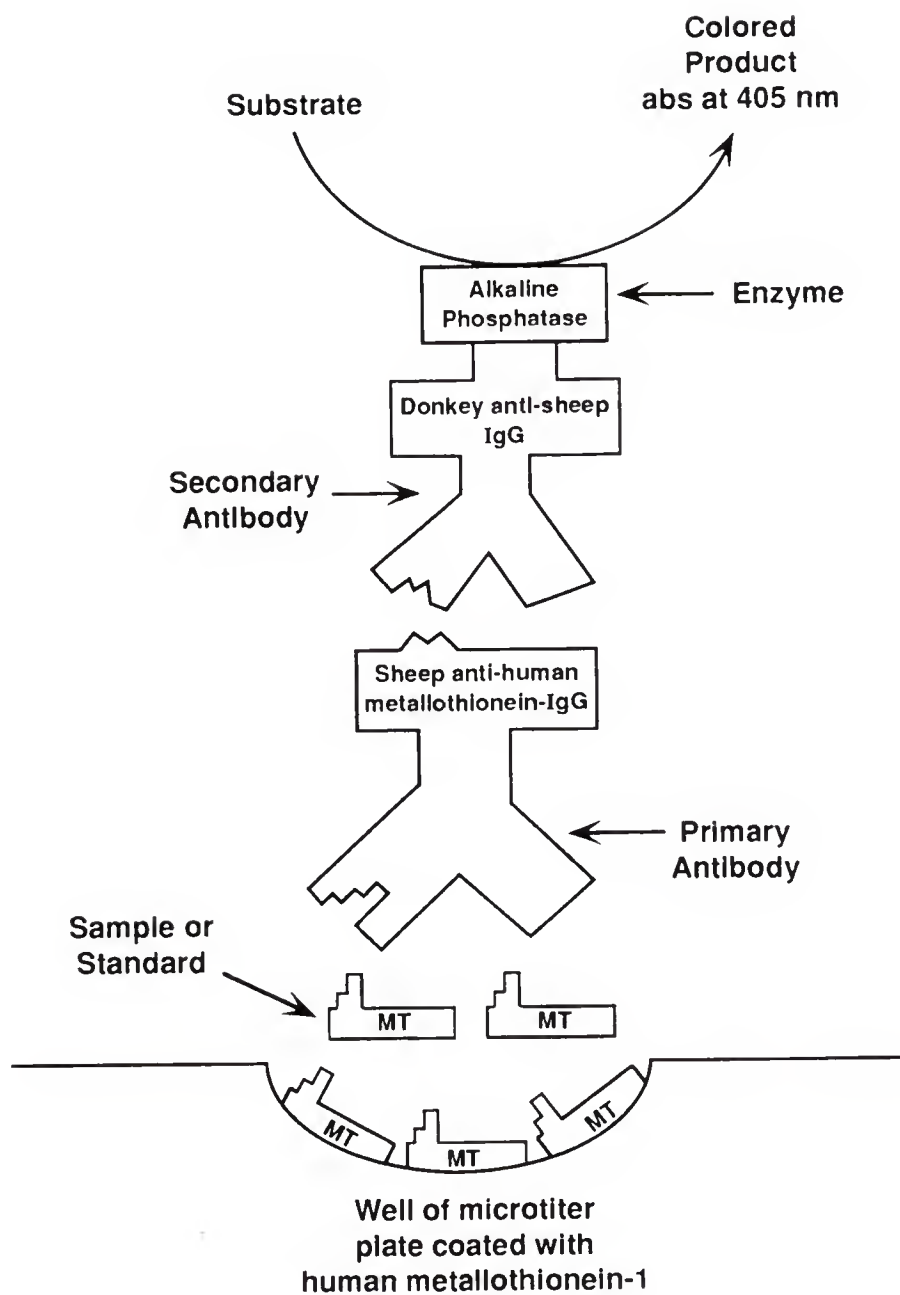 Colored
Product
abs at 405 nm
Substrate
Alkaline
Phosphatase
Enzyme
Donkey anti-sheep
IgG
Secondary
Antibody
Sheep anti-human
metallothionein-IgG
Primary
Antibody
Sample or
Standard
MT
MT
MT
MT
MT
Well of microtiter
plate coated with
human metallothionein-1